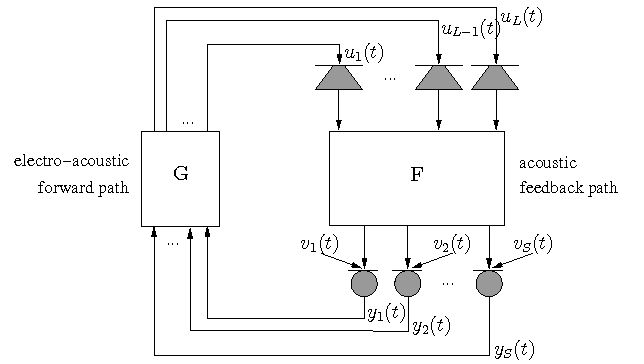 u_L(t)
u_{L−1}(t)
u_1(t)
...
...
electro−acoustic
forward path
G
F
acoustic
feedback path
...
v_1(t)
v_2(t)
v_S(t)
...
y_1(t)
y_2(t)
y_S(t)